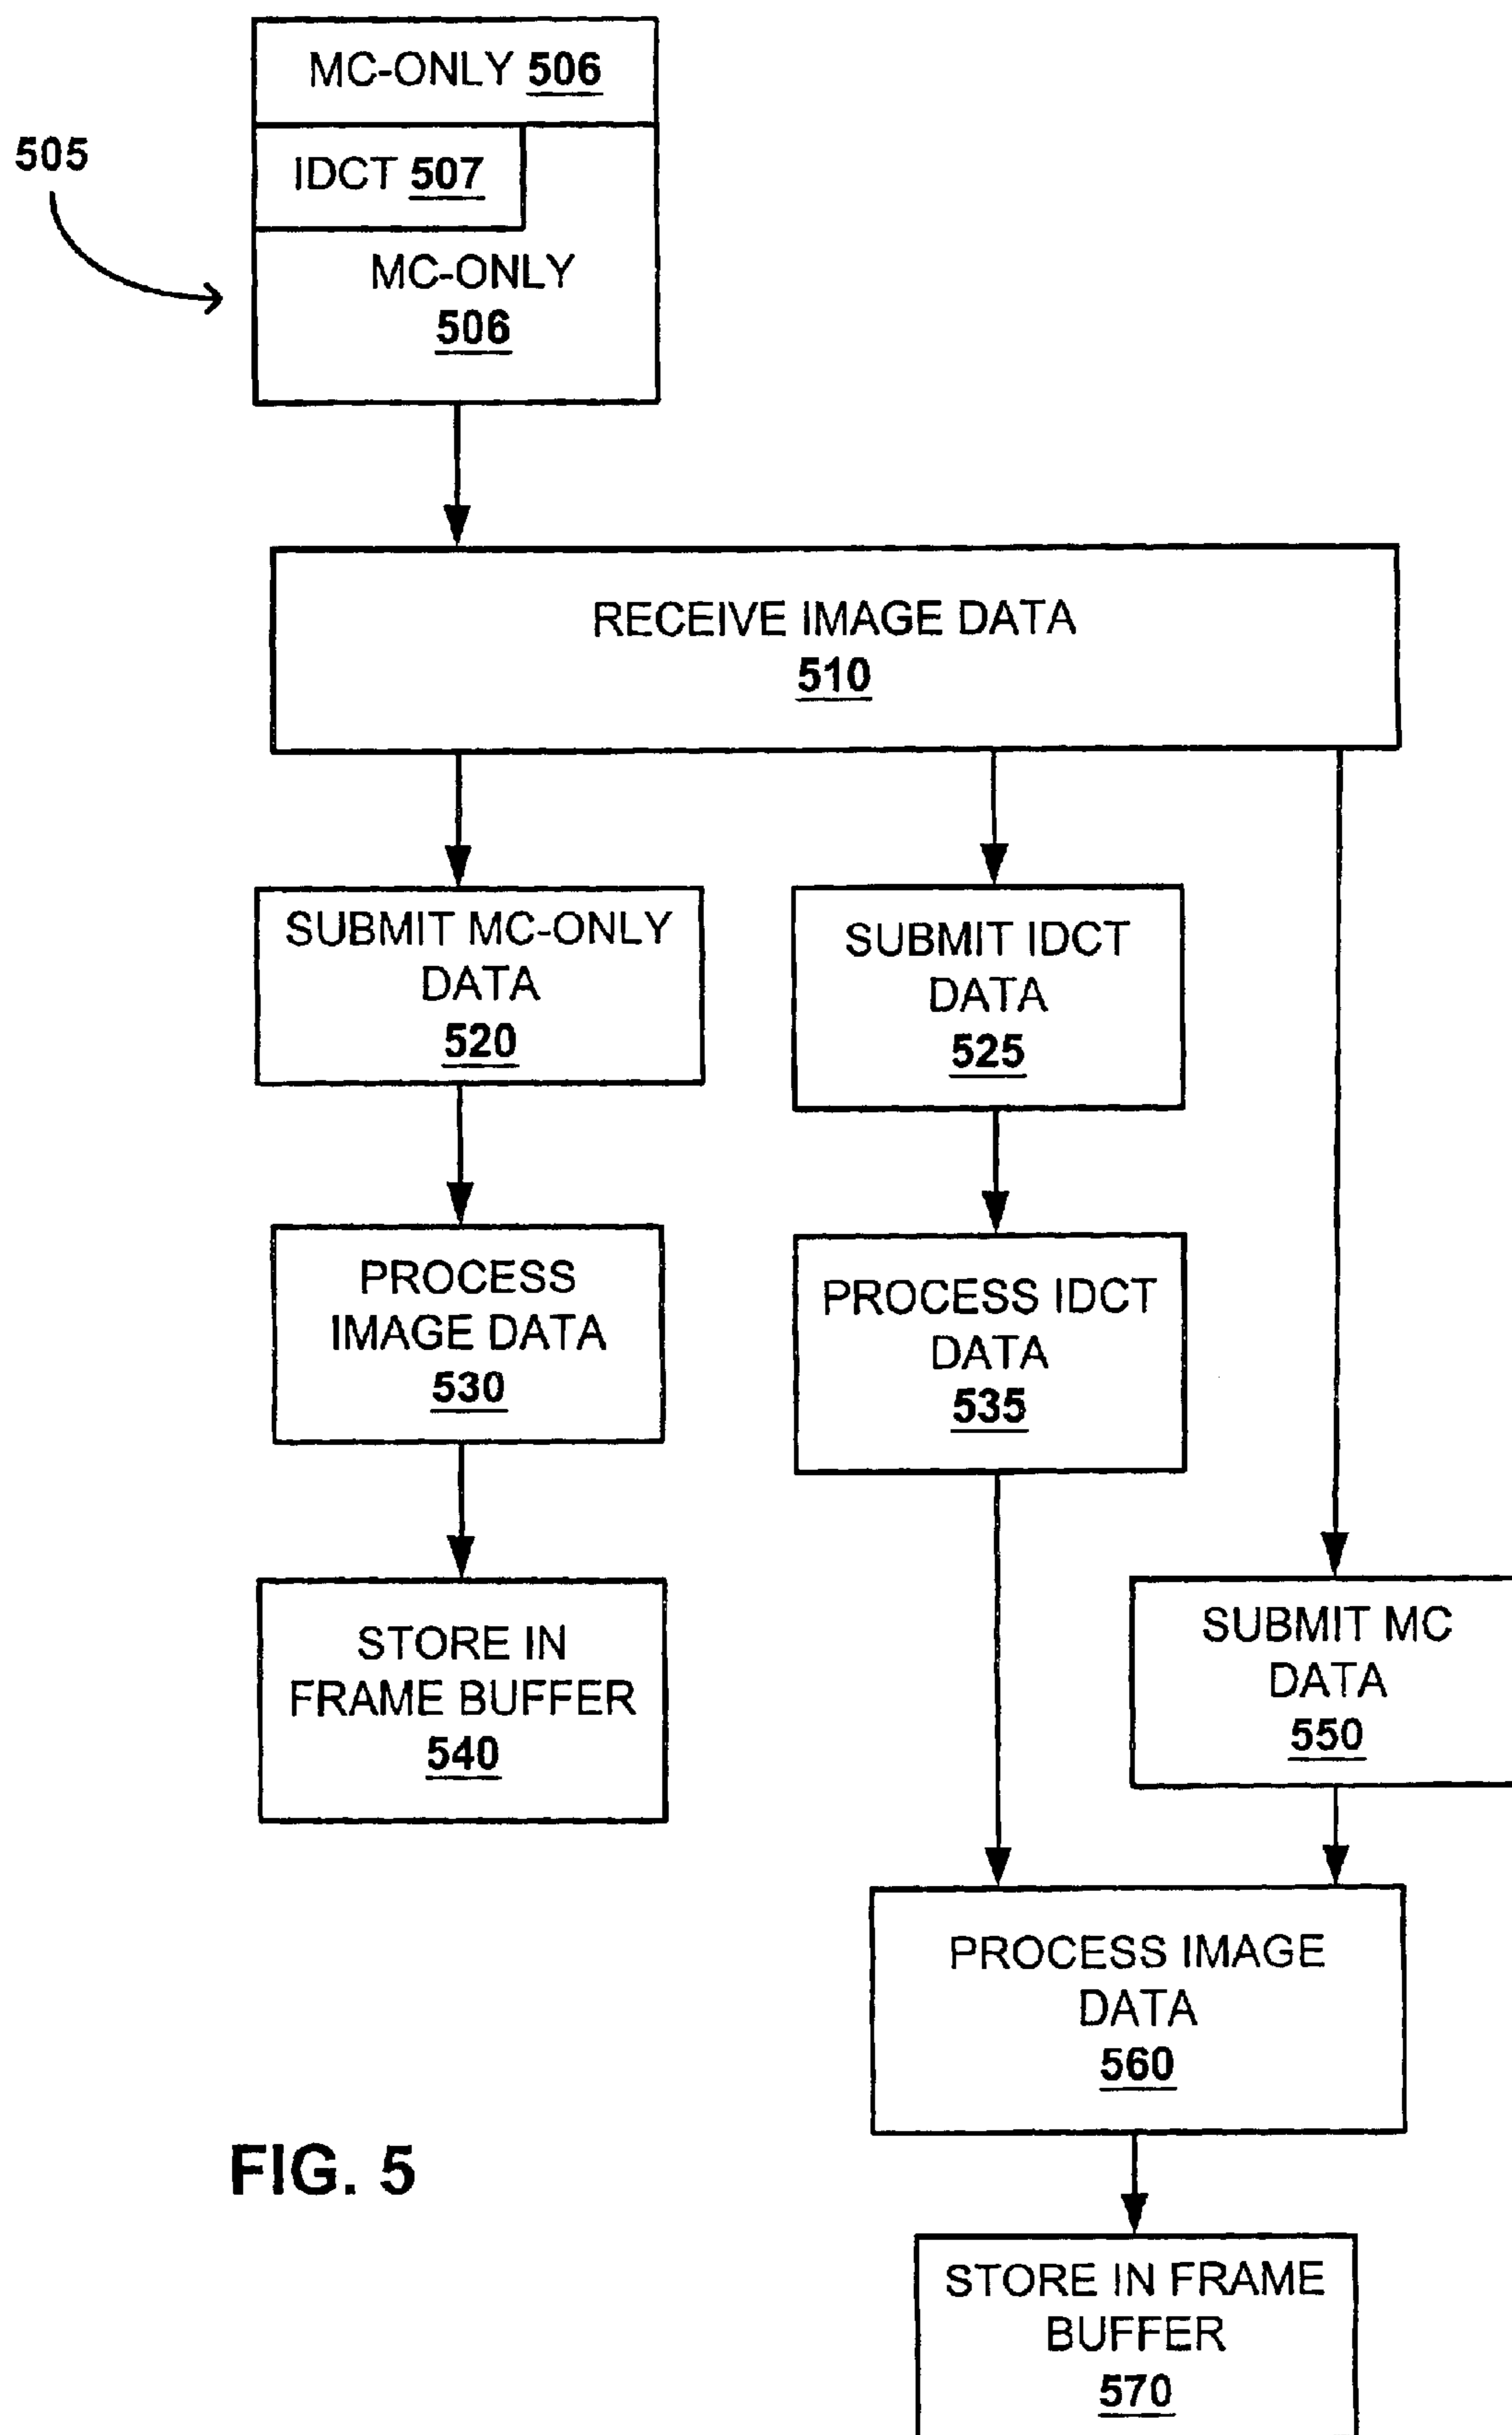 MC-ONLY 506
505
IDCT 507
MC-ONLY
506
RECEIVE IMAGE DATA
510
SUBMIT MC-ONLY
DATA
520
SUBMIT IDCT
DATA
525
PROCESS
IMAGE DATA
530
PROCESS IDCT
DATA
535
STORE IN
FRAME BUFFER
540
SUBMIT MC
DATA
550
PROCESS IMAGE
DATA
560
FIG. 5
STORE IN FRAME
BUFFER
570